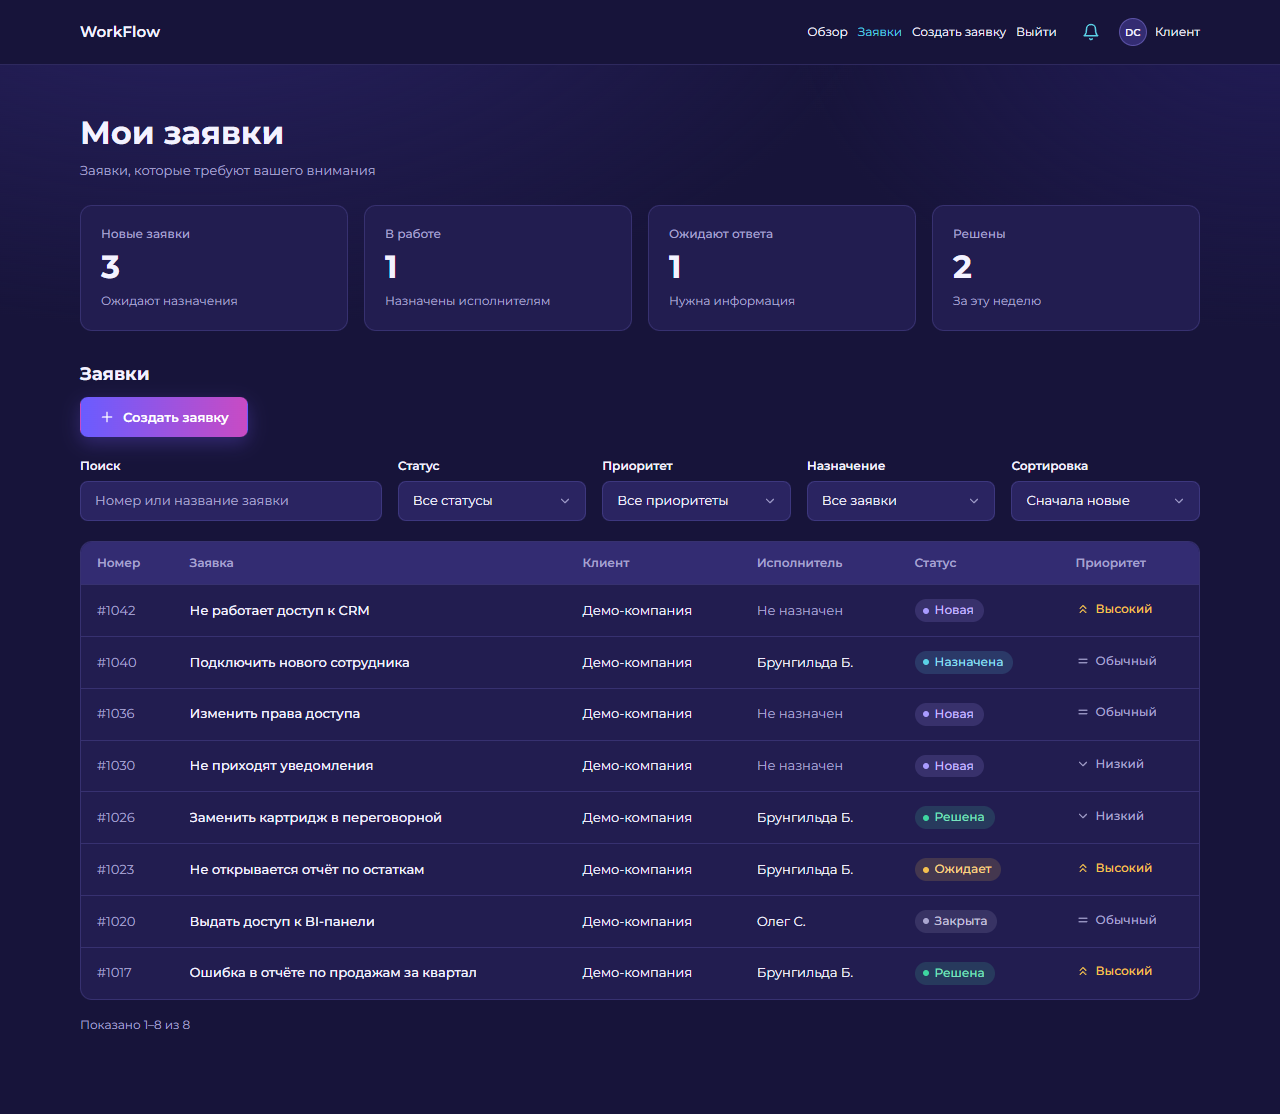 WorkFlow
Обзор Заявки Создать заявку Выйти DC Клиент
Мои заявки
Заявки, которые требуют вашего внимания
Новые заявки
3
Ожидают назначения
В работе
1
Назначены исполнителям
Ожидают ответа
1
Нужна информация
Решены
2
За эту неделю
Заявки
Создать заявку
Поиск Статус Приоритет Назначение Сортировка
Номер или название заявки Все статусы Все приоритеты Все заявки Сначала новые
Номер Заявка Клиент Исполнитель Статус Приоритет
#1042 Не работает доступ к CRM Демо-компания Не назначен Новая Высокий
#1040 Подключить нового сотрудника Демо-компания Брунгильда Б. Назначена Обычный
#1036 Изменить права доступа Демо-компания Не назначен Новая Обычный
#1030 Не приходят уведомления Демо-компания Не назначен Новая Низкий
#1026 Заменить картридж в переговорной Демо-компания Брунгильда Б. Решена Низкий
#1023 Не открывается отчёт по остаткам Демо-компания Брунгильда Б. Ожидает Высокий
#1020 Выдать доступ к BI-панели Демо-компания Олег С. Закрыта Обычный
#1017 Ошибка в отчёте по продажам за квартал Демо-компания Брунгильда Б. Решена Высокий
Показано 1–8 из 8